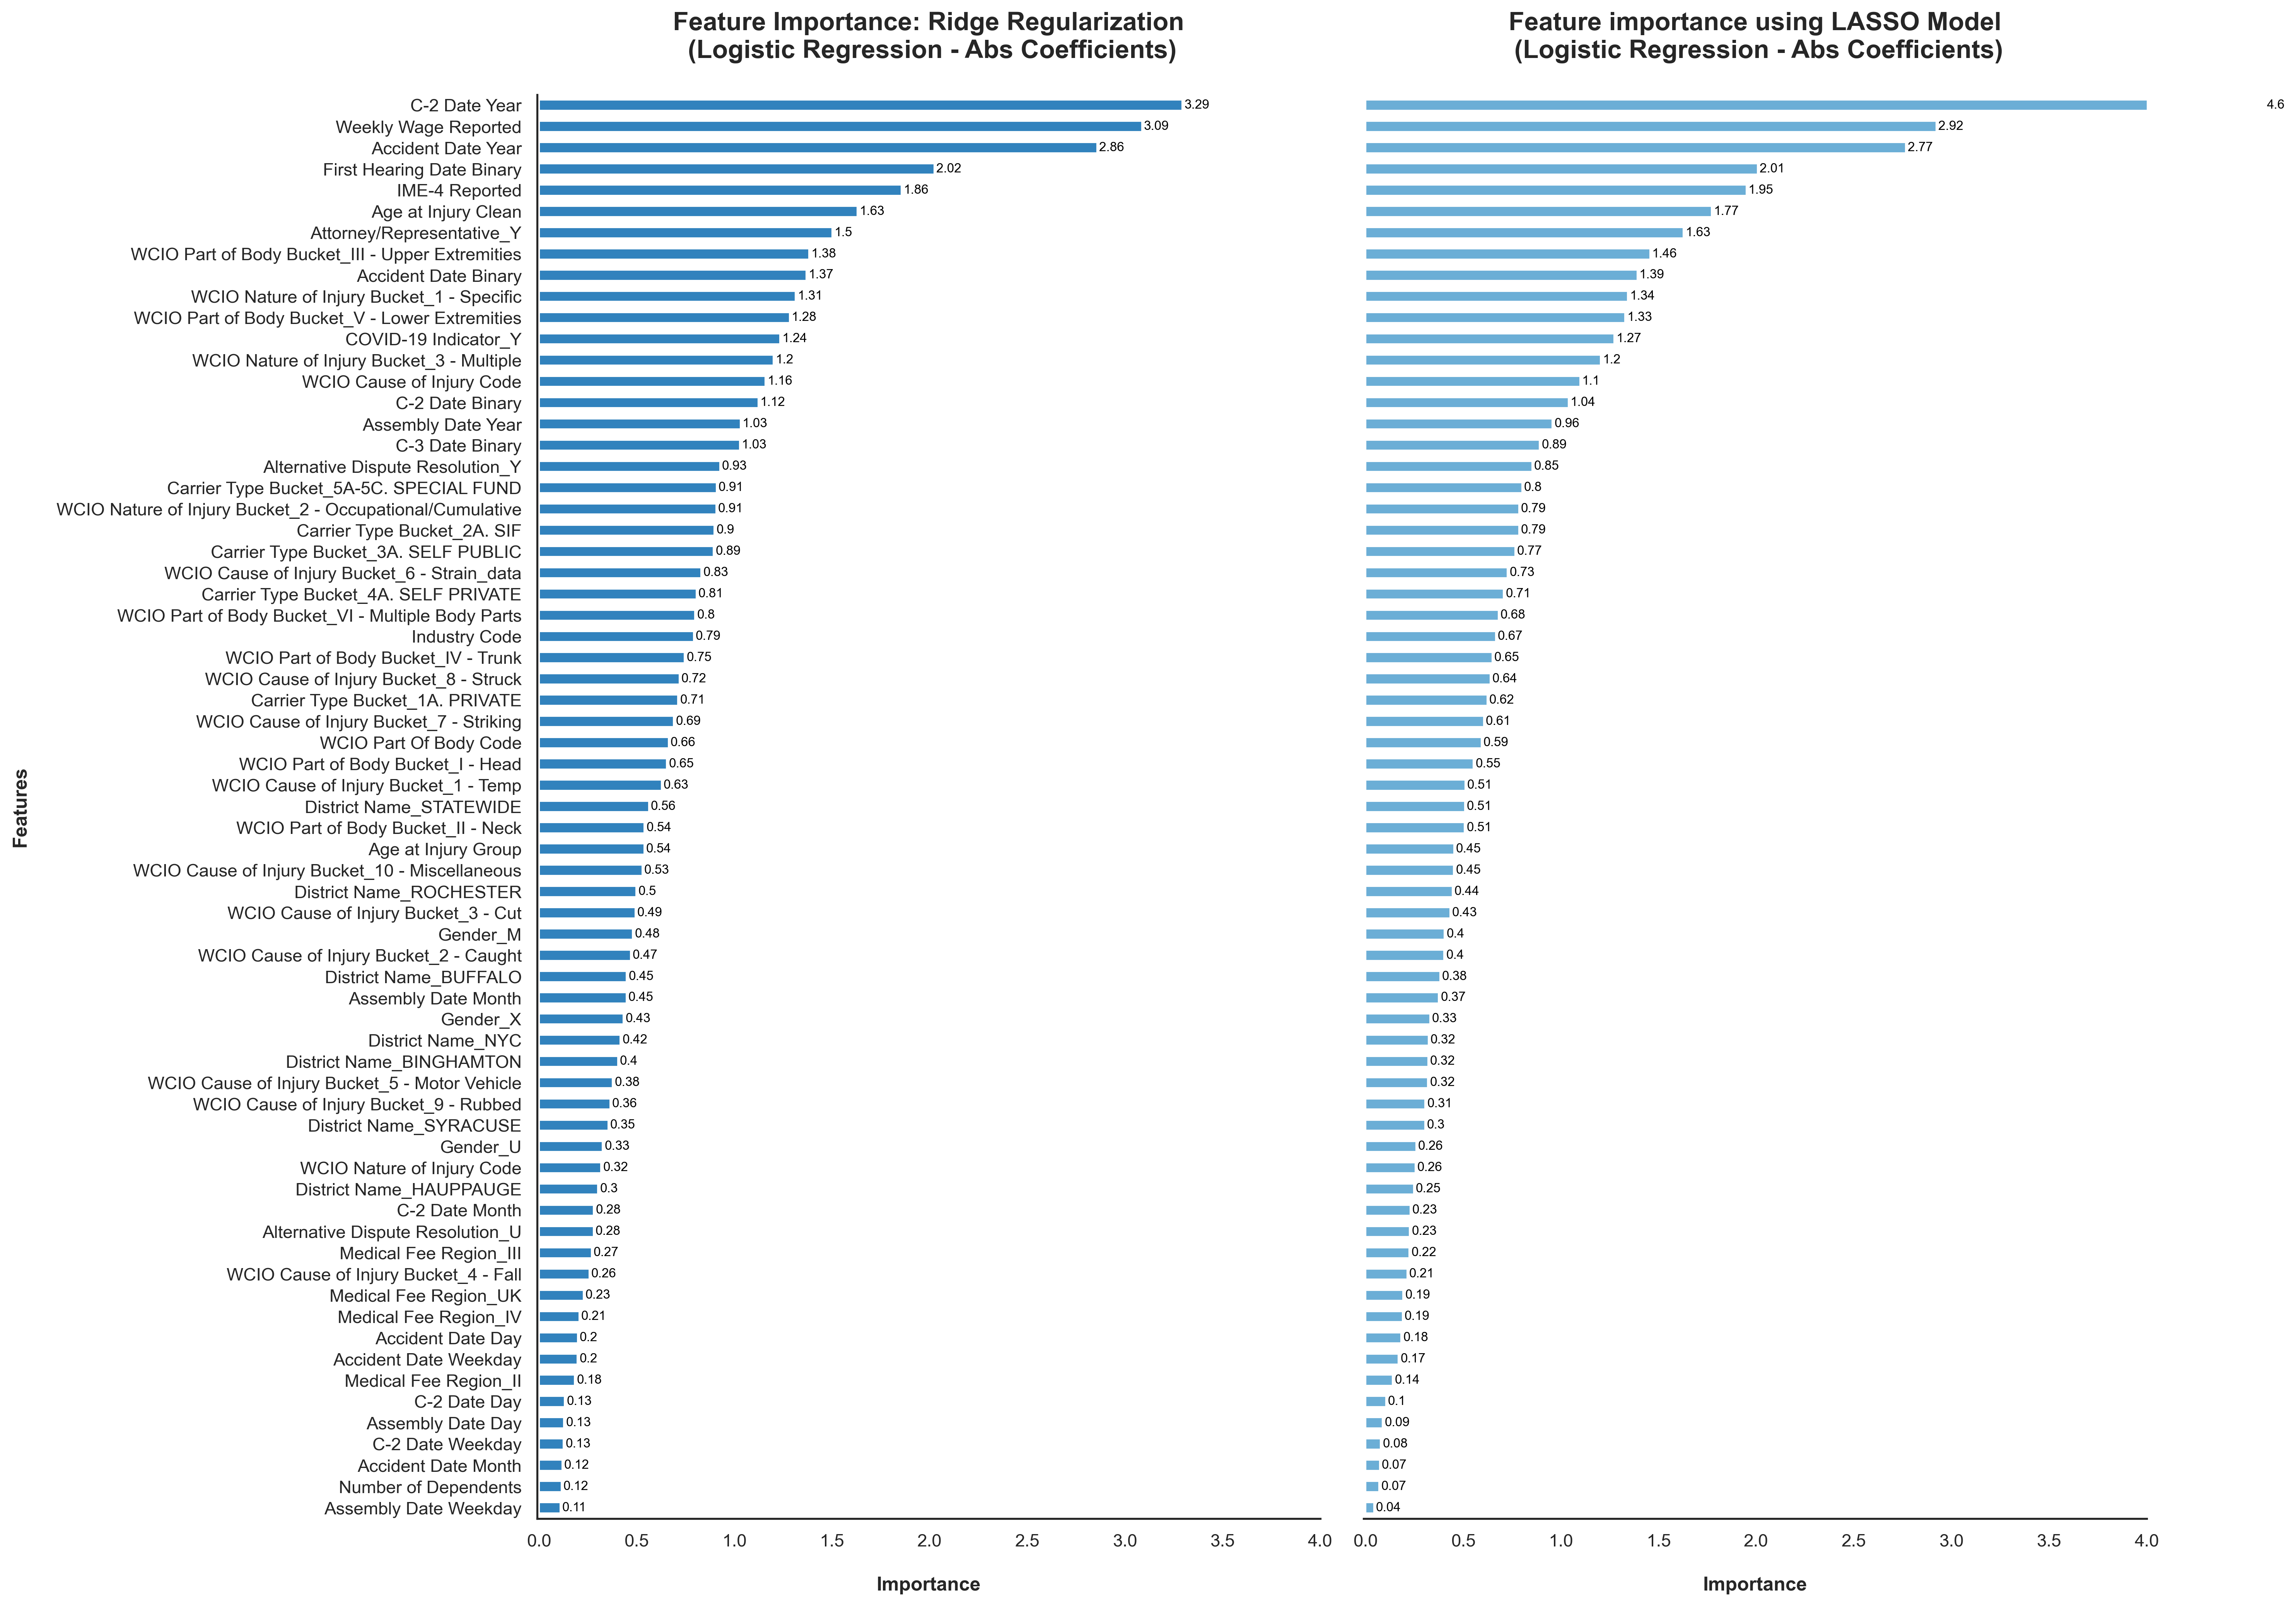 Feature Importance: Ridge Regularization
(Logistic Regression - Abs Coefficients)
Feature importance using LASSO Model
(Logistic Regression - Abs Coefficients)
Features
C-2 Date Year 3.29 4.6
Weekly Wage Reported 3.09 2.92
Accident Date Year 2.86 2.77
First Hearing Date Binary 2.02 2.01
IME-4 Reported 1.86 1.95
Age at Injury Clean 1.63 1.77
Attorney/Representative_Y 1.5 1.63
WCIO Part of Body Bucket_III - Upper Extremities 1.38 1.46
Accident Date Binary 1.37 1.39
WCIO Nature of Injury Bucket_1 - Specific 1.31 1.34
WCIO Part of Body Bucket_V - Lower Extremities 1.28 1.33
COVID-19 Indicator_Y 1.24 1.27
WCIO Nature of Injury Bucket_3 - Multiple 1.2 1.2
WCIO Cause of Injury Code 1.16 1.1
C-2 Date Binary 1.12 1.04
Assembly Date Year 1.03 0.96
C-3 Date Binary 1.03 0.89
Alternative Dispute Resolution_Y 0.93 0.85
Carrier Type Bucket_5A-5C. SPECIAL FUND 0.91 0.8
WCIO Nature of Injury Bucket_2 - Occupational/Cumulative 0.91 0.79
Carrier Type Bucket_2A. SIF 0.9 0.79
Carrier Type Bucket_3A. SELF PUBLIC 0.89 0.77
WCIO Cause of Injury Bucket_6 - Strain_data 0.83 0.73
Carrier Type Bucket_4A. SELF PRIVATE 0.81 0.71
WCIO Part of Body Bucket_VI - Multiple Body Parts 0.8 0.68
Industry Code 0.79 0.67
WCIO Part of Body Bucket_IV - Trunk 0.75 0.65
WCIO Cause of Injury Bucket_8 - Struck 0.72 0.64
Carrier Type Bucket_1A. PRIVATE 0.71 0.62
WCIO Cause of Injury Bucket_7 - Striking 0.69 0.61
WCIO Part Of Body Code 0.66 0.59
WCIO Part of Body Bucket_I - Head 0.65 0.55
WCIO Cause of Injury Bucket_1 - Temp 0.63 0.51
District Name_STATEWIDE 0.56 0.51
WCIO Part of Body Bucket_II - Neck 0.54 0.51
Age at Injury Group 0.54 0.45
WCIO Cause of Injury Bucket_10 - Miscellaneous 0.53 0.45
District Name_ROCHESTER 0.5 0.44
WCIO Cause of Injury Bucket_3 - Cut 0.49 0.43
Gender_M 0.48 0.4
WCIO Cause of Injury Bucket_2 - Caught 0.47 0.4
District Name_BUFFALO 0.45 0.38
Assembly Date Month 0.45 0.37
Gender_X 0.43 0.33
District Name_NYC 0.42 0.32
District Name_BINGHAMTON 0.4 0.32
WCIO Cause of Injury Bucket_5 - Motor Vehicle 0.38 0.32
WCIO Cause of Injury Bucket_9 - Rubbed 0.36 0.31
District Name_SYRACUSE 0.35 0.3
Gender_U 0.33 0.26
WCIO Nature of Injury Code 0.32 0.26
District Name_HAUPPAUGE 0.3 0.25
C-2 Date Month 0.28 0.23
Alternative Dispute Resolution_U 0.28 0.23
Medical Fee Region_III 0.27 0.22
WCIO Cause of Injury Bucket_4 - Fall 0.26 0.21
Medical Fee Region_UK 0.23 0.19
Medical Fee Region_IV 0.21 0.19
Accident Date Day 0.2 0.18
Accident Date Weekday 0.2 0.17
Medical Fee Region_II 0.18 0.14
C-2 Date Day 0.13 0.1
Assembly Date Day 0.13 0.09
C-2 Date Weekday 0.13 0.08
Accident Date Month 0.12 0.07
Number of Dependents 0.12 0.07
Assembly Date Weekday 0.11 0.04
0.0 0.5 1.0 1.5 2.0 2.5 3.0 3.5 4.0
0.0 0.5 1.0 1.5 2.0 2.5 3.0 3.5 4.0
Importance
Importance